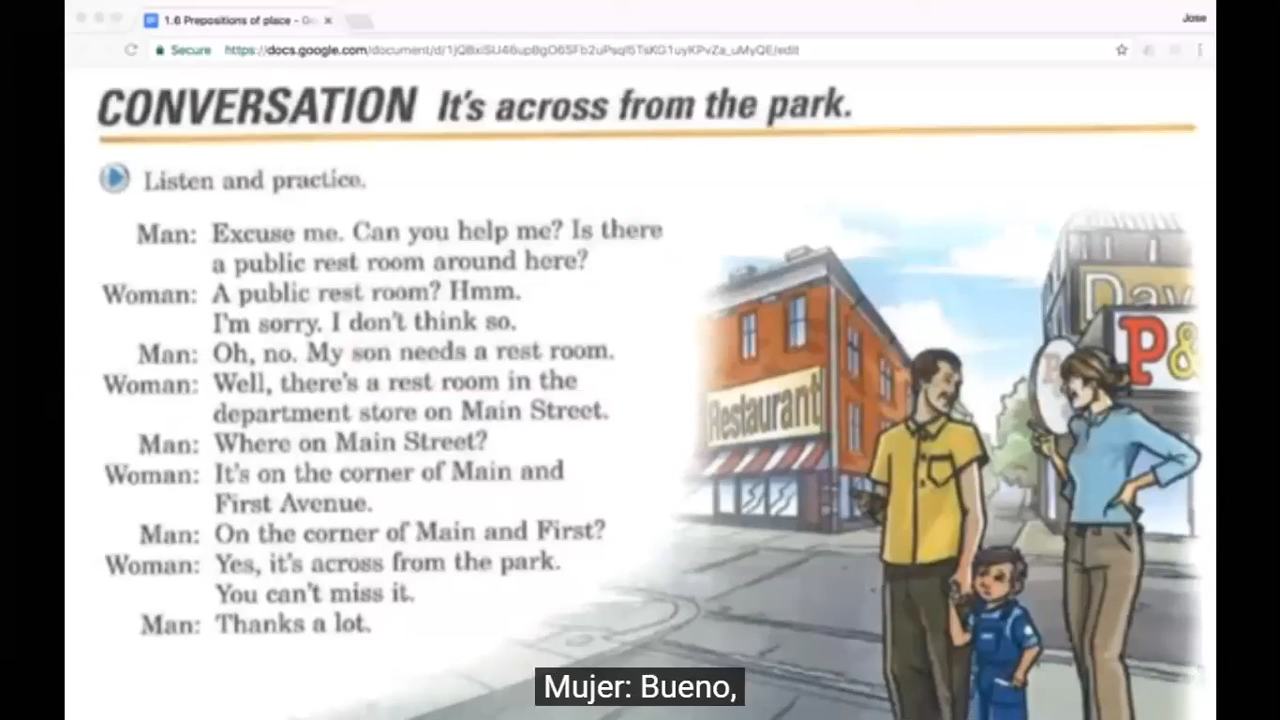 1.6 Prepositions of place - Go
Jose
Secure https://docs.google.com/document/d/
CONVERSATION It's across from the park.
Listen and practice.
Man: Excuse me. Can you help me? Is there
a public rest room around here?
Woman: A public rest room? Hmm.
I'm sorry. I don't think so.
Man: Oh, no. My son needs a rest room.
Woman: Well, there's a rest room in the
department store on Main Street.
Man: Where on Main Street?
Woman: It's on the corner of Main and
First Avenue.
Man: On the corner of Main and First?
Woman: Yes, it's across from the park.
You can't miss it.
Man: Thanks a lot.
Restaurant
Dav
P&
P
Mujer: Bueno,